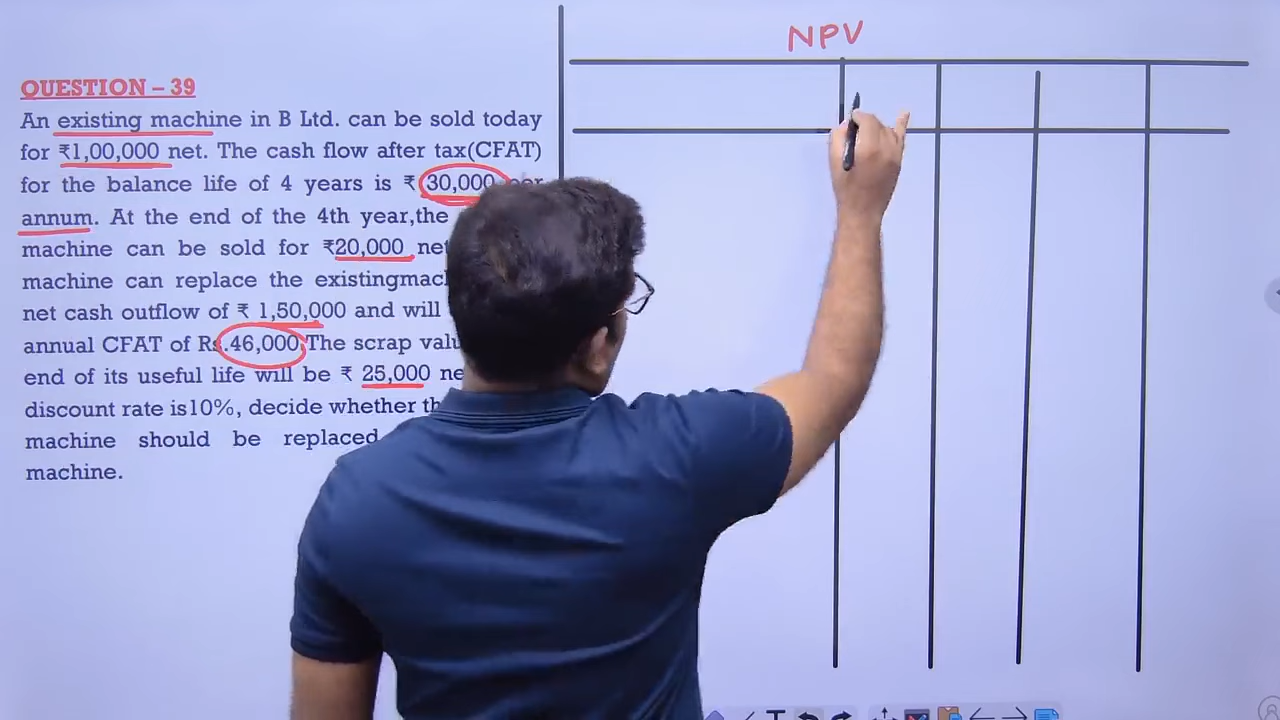 NPV
QUESTION – 39
An existing machine in B Ltd. can be sold today
for ₹1,00,000 net. The cash flow after tax(CFAT)
for the balance life of 4 years is ₹ 30,000 per
annum. At the end of the 4th year,the
machine can be sold for ₹20,000 net
machine can replace the existingmac
net cash outflow of ₹ 1,50,000 and will
annual CFAT of Rs.46,000.The scrap valu
end of its useful life will be ₹ 25,000 ne
discount rate is10%, decide whether th
machine should be replaced
machine.